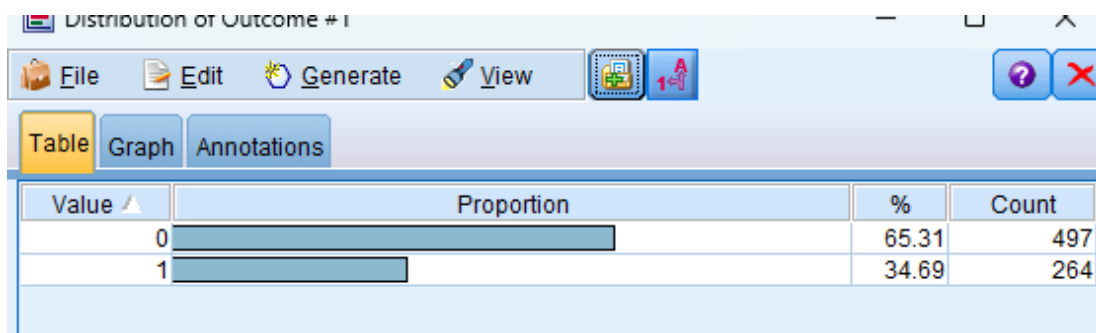 Distribution of Outcome #1
File Edit Generate View
Table Graph Annotations
Value Proportion % Count
0 65.31 497
1 34.69 264